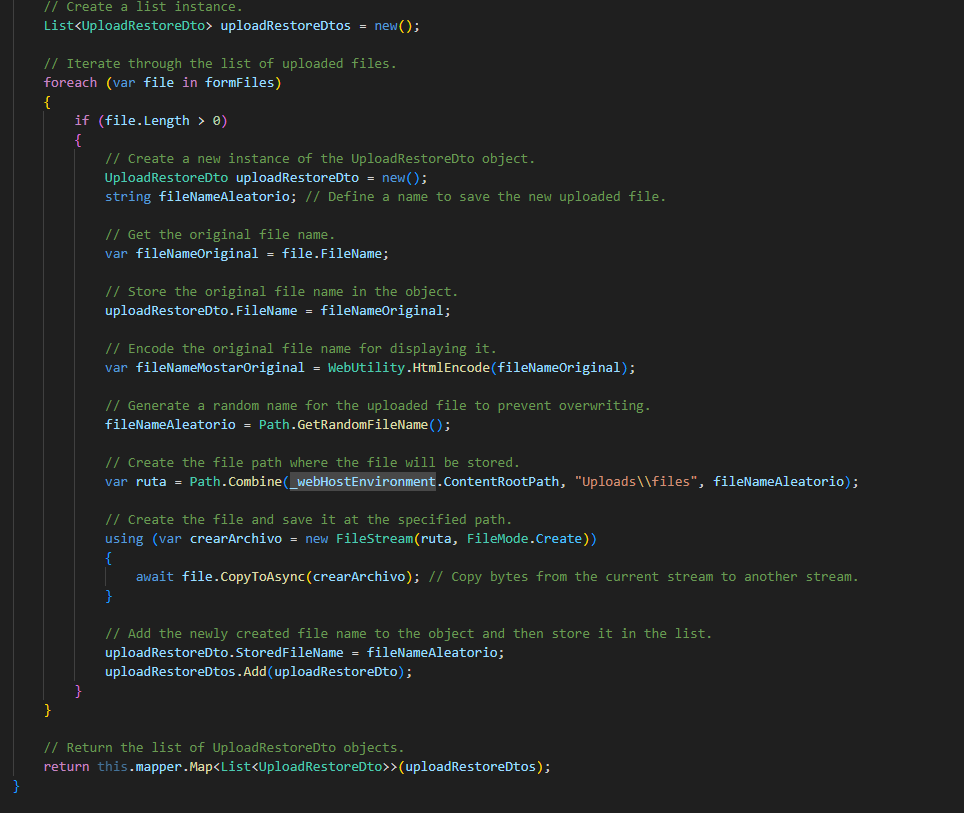 // Create a list instance.
List<UploadRestoreDto> uploadRestoreDtos = new();
// Iterate through the list of uploaded files.
foreach (var file in formFiles)
{
if (file.Length > 0)
{
// Create a new instance of the UploadRestoreDto object.
UploadRestoreDto uploadRestoreDto = new();
string fileNameAleatorio; // Define a name to save the new uploaded file.
// Get the original file name.
var fileNameOriginal = file.FileName;
// Store the original file name in the object.
uploadRestoreDto.FileName = fileNameOriginal;
// Encode the original file name for displaying it.
var fileNameMostarOriginal = WebUtility.HtmlEncode(fileNameOriginal);
// Generate a random name for the uploaded file to prevent overwriting.
fileNameAleatorio = Path.GetRandomFileName();
// Create the file path where the file will be stored.
var ruta = Path.Combine(_webHostEnvironment.ContentRootPath, "Uploads\\files", fileNameAleatorio);
// Create the file and save it at the specified path.
using (var crearArchivo = new FileStream(ruta, FileMode.Create))
{
await file.CopyToAsync(crearArchivo); // Copy bytes from the current stream to another stream.
}
// Add the newly created file name to the object and then store it in the list.
uploadRestoreDto.StoredFileName = fileNameAleatorio;
uploadRestoreDtos.Add(uploadRestoreDto);
}
}
// Return the list of UploadRestoreDto objects.
return this.mapper.Map<List<UploadRestoreDto>>(uploadRestoreDtos);
}